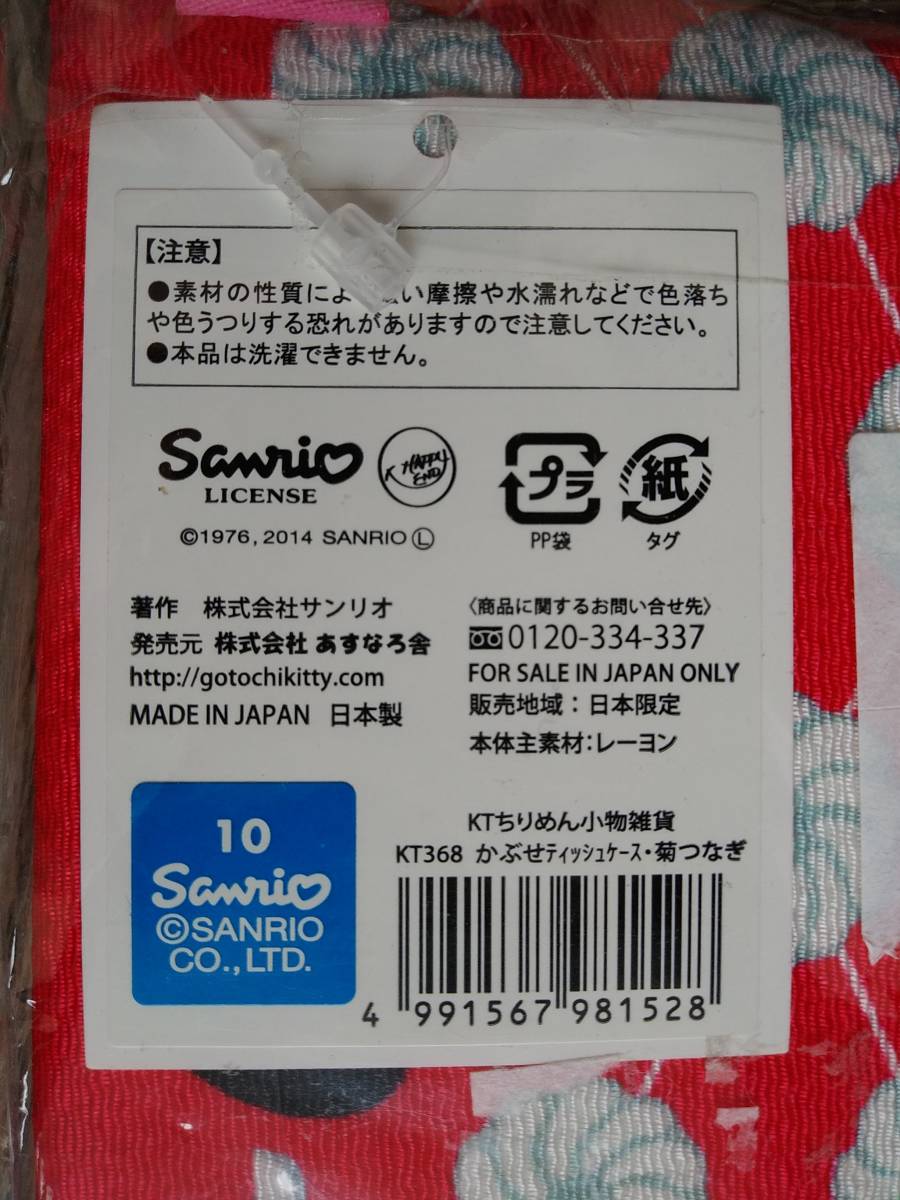 【注意】
●素材の性質によ い摩擦や水濡れなどで色落ち
や色うつりする恐れがありますので注意してください。
●本品は洗濯できません。
Sanrio
LICENSE
HAPPY
END
プラ
紙
PP袋
タグ
©1976, 2014 SANRIO Ⓛ
著作 株式会社サンリオ
発売元 株式会社 あすなろ舎
http://gotochikitty.com
MADE IN JAPAN 日本製
〈商品に関するお問い合せ先〉
0120-334-337
FOR SALE IN JAPAN ONLY
販売地域：日本限定
本体主素材：レーヨン
10
Sanrio
©SANRIO
CO.,LTD.
KTちりめん小物雑貨
KT368 かぶせティッシュケース・菊つなぎ
4 991567 981528